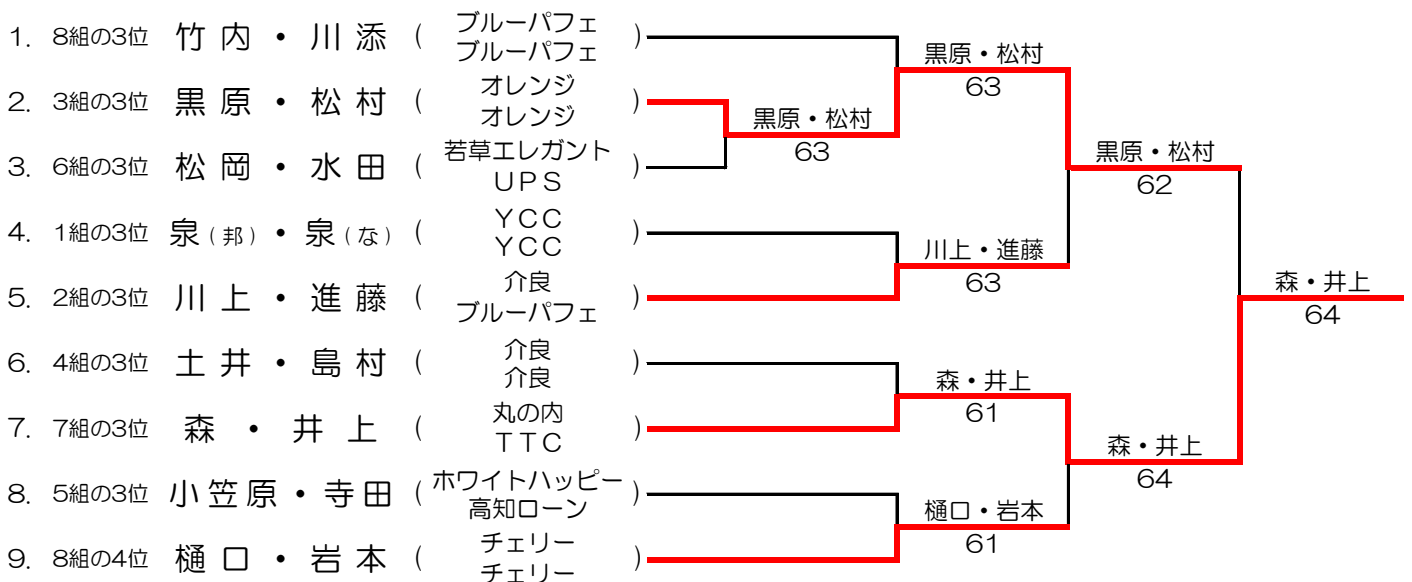 1. 8組の3位 竹内・川添 ( ブルーパフェ ブルーパフェ )
黒原・松村
63
2. 3組の3位 黒原・松村 ( オレンジ オレンジ )
黒原・松村
63
3. 6組の3位 松岡・水田 ( 若草エレガント UPS )
黒原・松村
62
4. 1組の3位 泉(邦)・泉(な) ( YCC YCC )
川上・進藤
63
5. 2組の3位 川上・進藤 ( 介良 ブルーパフェ )
森・井上
64
6. 4組の3位 土井・島村 ( 介良 介良 )
森・井上
61
7. 7組の3位 森・井上 ( 丸の内 TTC )
森・井上
64
8. 5組の3位 小笠原・寺田 ( ホワイトハッピー 高知ローン )
樋口・岩本
61
9. 8組の4位 樋口・岩本 ( チェリー チェリー )